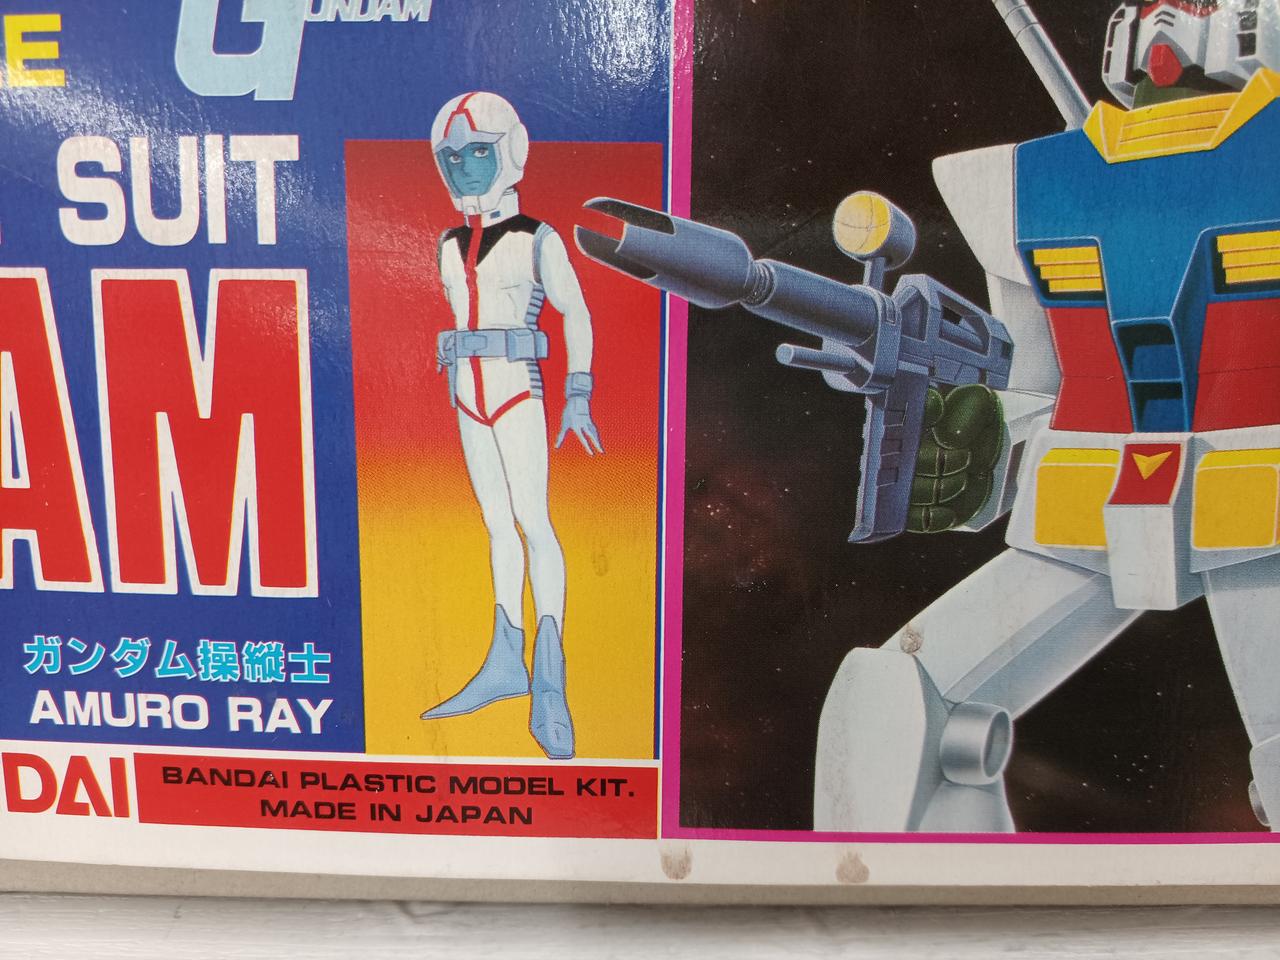 GUNDAM
E
SUIT
AM
ガンダム操縦士
AMURO RAY
DAI
BANDAI PLASTIC MODEL KIT.
MADE IN JAPAN